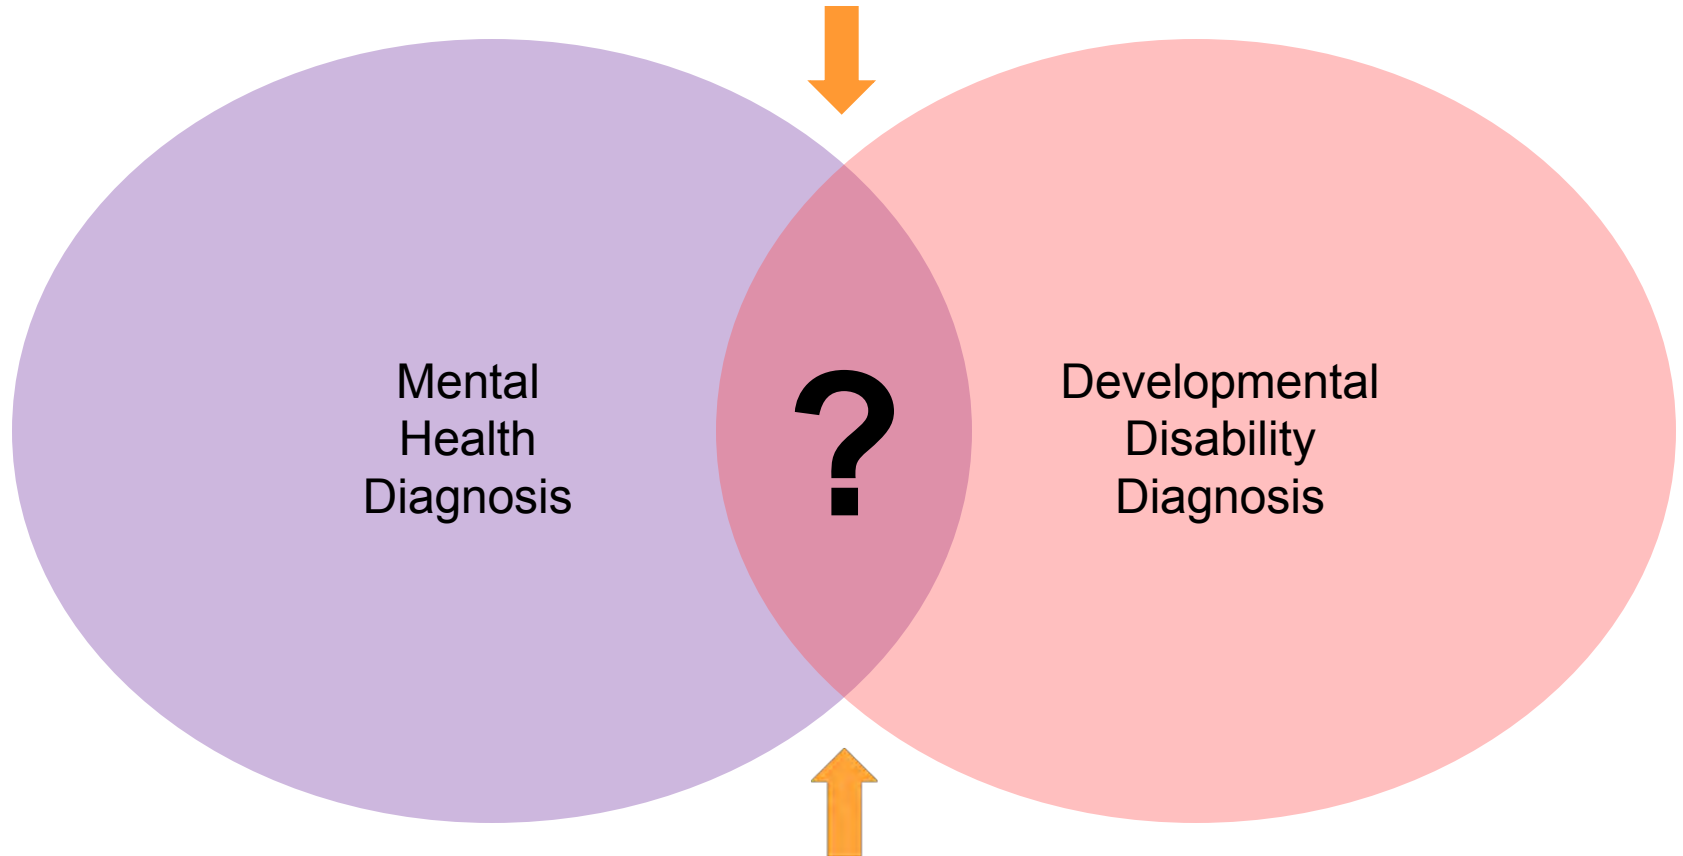 Mental
Health
Diagnosis
?
Developmental
Disability
Diagnosis